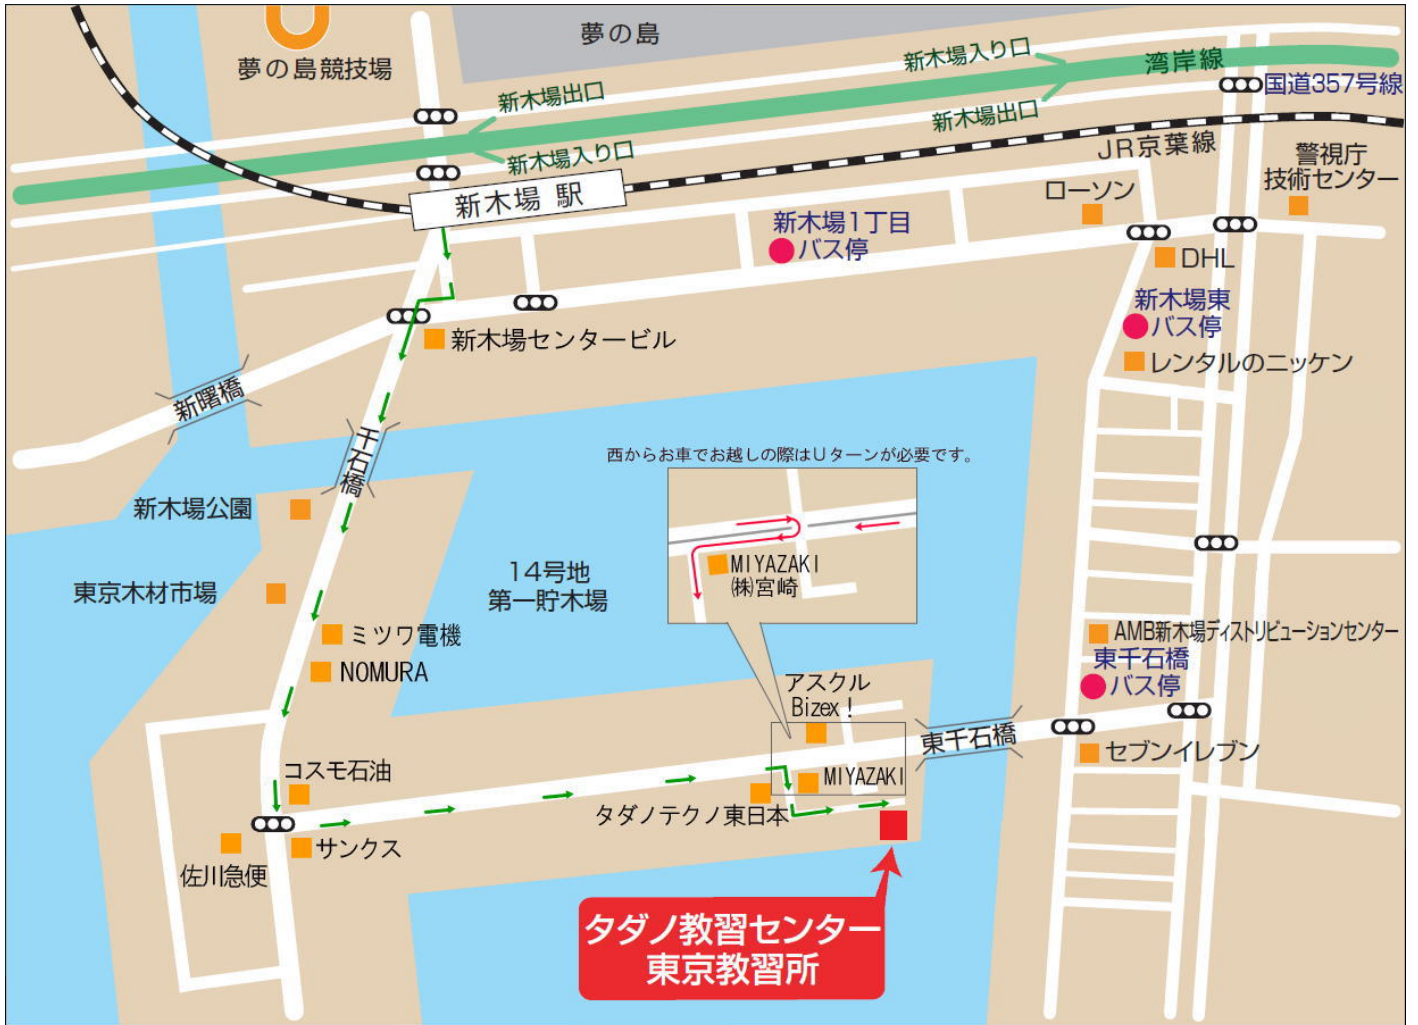 夢の島
夢の島競技場
新木場入り口
湾岸線
新木場出口
国道357号線
新木場出口
新木場入り口
JR京葉線
警視庁
技術センター
新木場 駅
ローソン
新木場1丁目
バス停
DHL
新木場東
バス停
新木場センタービル
レンタルのニッケン
新曙橋
千石橋
西からお車でお越しの際はUターンが必要です。
新木場公園
MIYAZAKI
㈱宮崎
14号地
第一貯木場
東京木材市場
ミツワ電機
NOMURA
AMB新木場ディストリビューションセンター
東千石橋
バス停
アスクル
Bizex！
東千石橋
セブンイレブン
コスモ石油
MIYAZAKI
タダノテクノ東日本
サンクス
佐川急便
タダノ教習センター
東京教習所